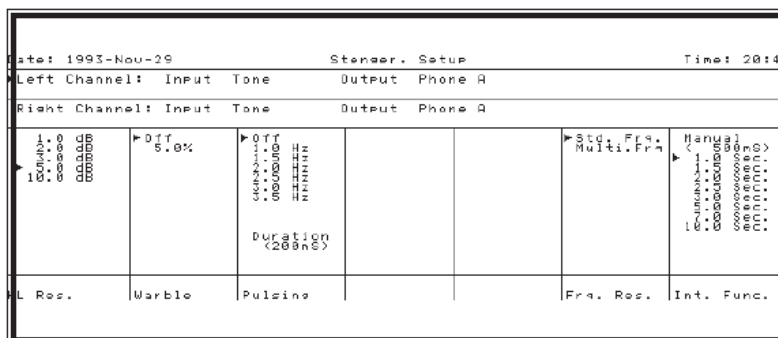 Date: 1993-Nov-29 Stenger. Setup Time: 20:4
Left Channel: Input Tone Output Phone A
Right Channel: Input Tone Output Phone A
1.0 dB
2.0 dB
3.0 dB
5.0 dB
10.0 dB
Off
5.0%
Off
1.0 Hz
1.5 Hz
2.0 Hz
2.5 Hz
3.0 Hz
3.5 Hz
Duration
(200mS)
Std. Frq.
Multi.Frq
Manual
( 500mS)
1.0 Sec.
1.5 Sec.
2.0 Sec.
2.5 Sec.
3.0 Sec.
5.0 Sec.
7.0 Sec.
10.0 Sec.
HL Res. Warble Pulsing Frq. Res. Int. Func.